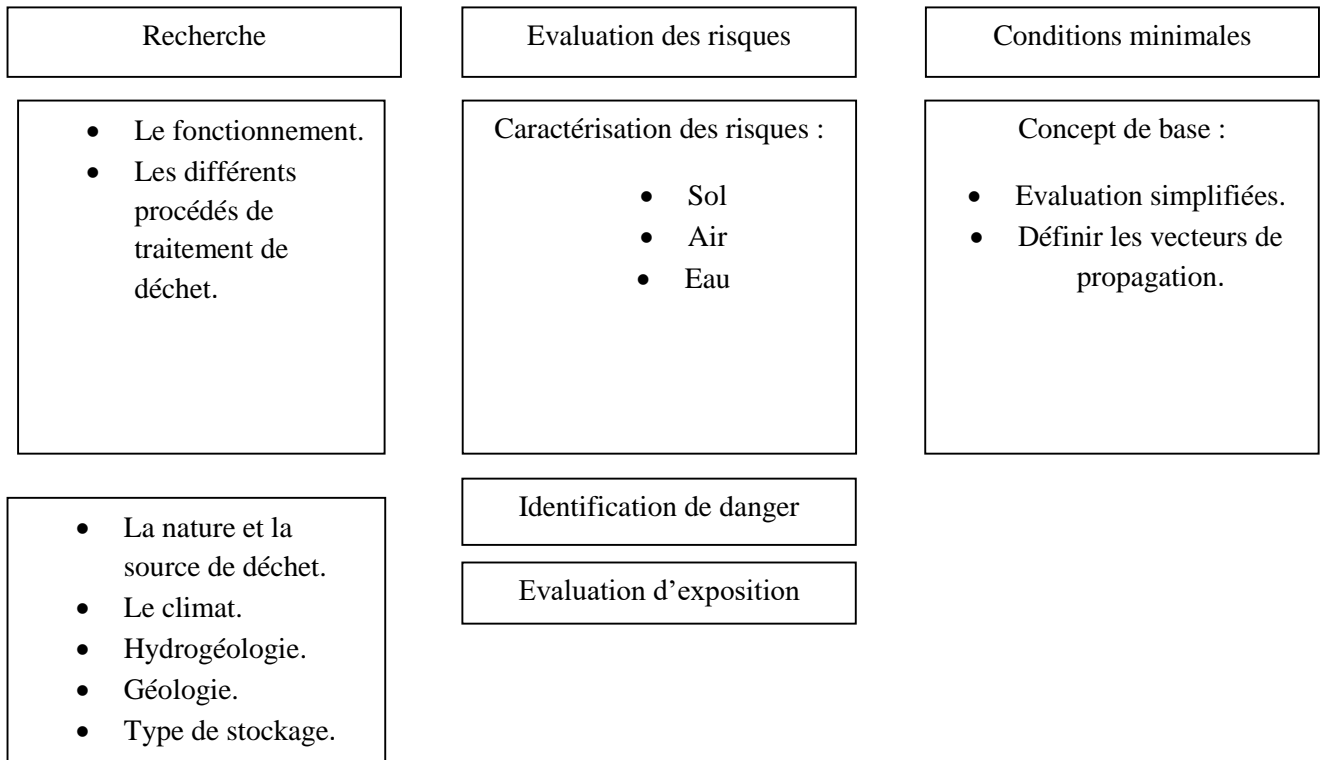 Recherche
• Le fonctionnement.
• Les différents
procédés de
traitement de
déchet.
• La nature et la
source de déchet.
• Le climat.
• Hydrogéologie.
• Géologie.
• Type de stockage.
Evaluation des risques
Caractérisation des risques :
• Sol
• Air
• Eau
Identification de danger
Evaluation d’exposition
Conditions minimales
Concept de base :
• Evaluation simplifiées.
• Définir les vecteurs de
propagation.